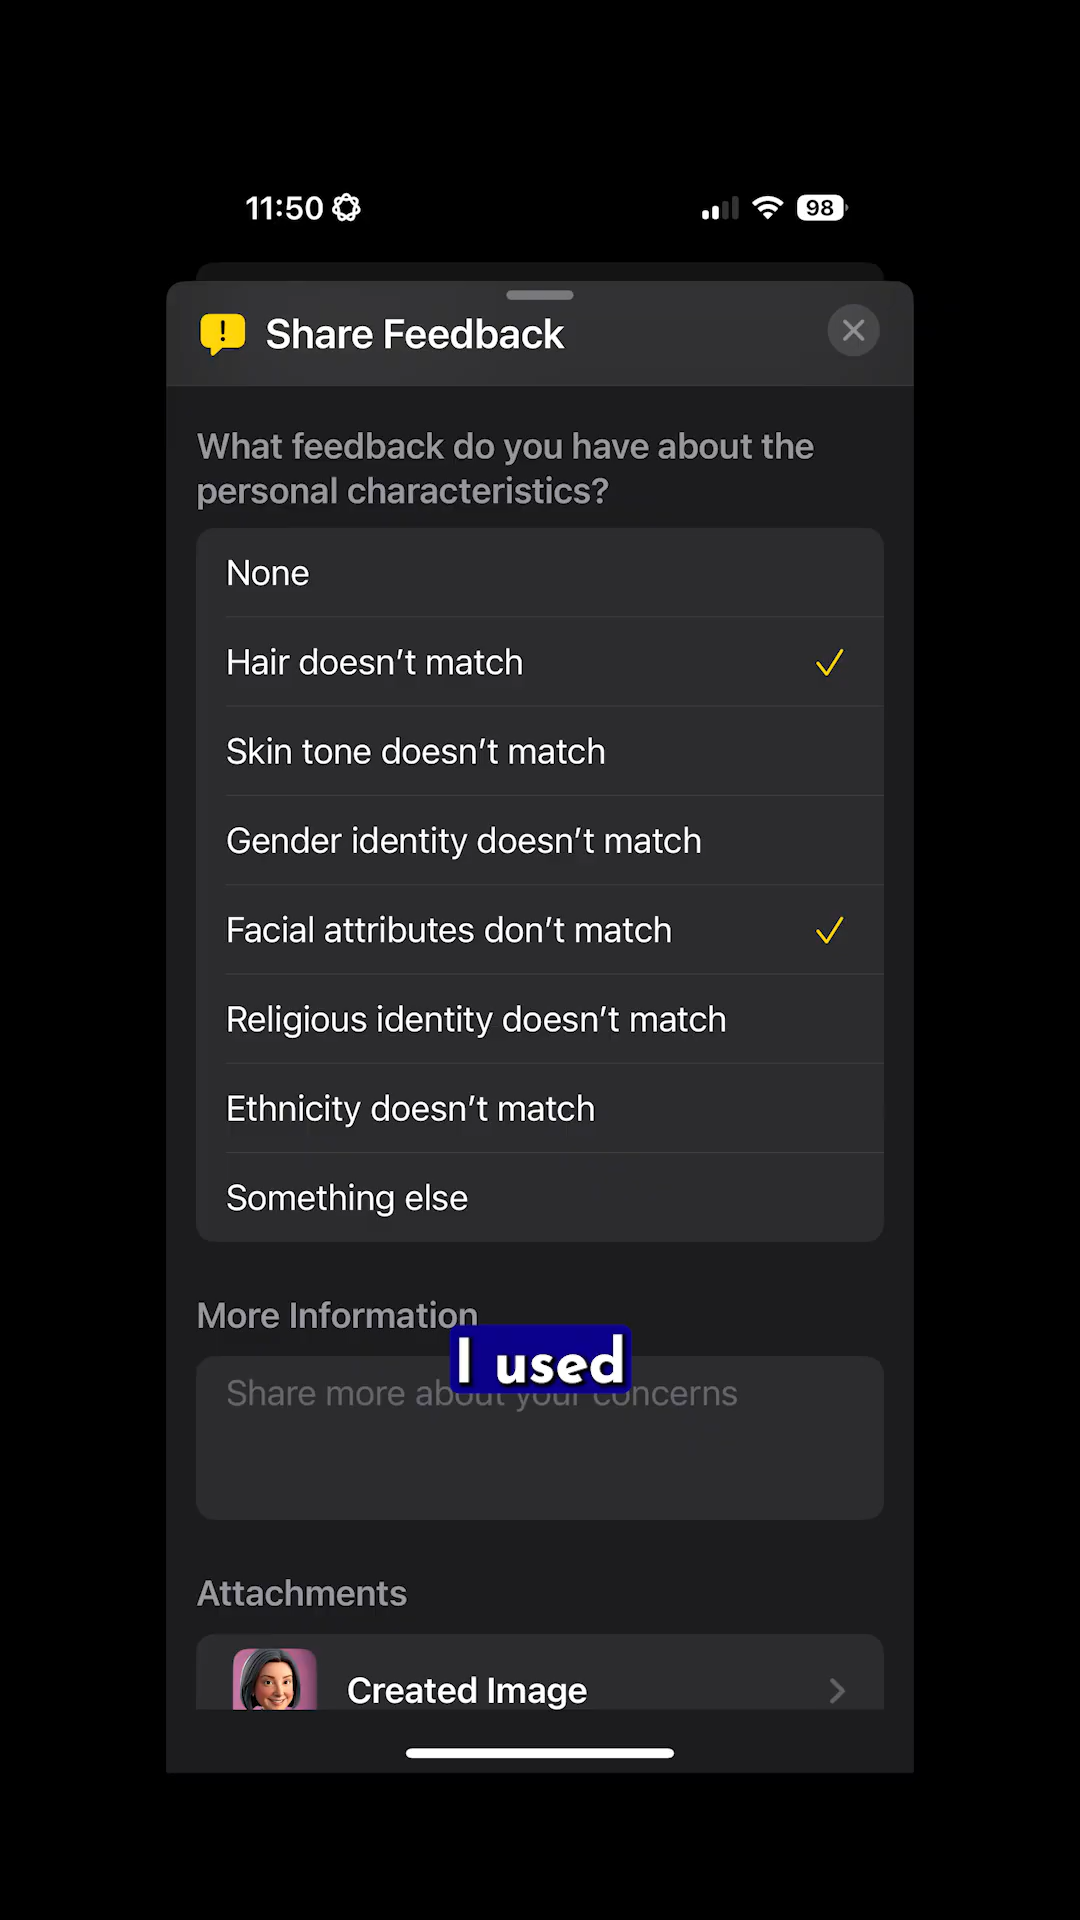 11:50
98
!
Share Feedback
What feedback do you have about the
personal characteristics?
None
Hair doesn’t match
Skin tone doesn’t match
Gender identity doesn’t match
Facial attributes don’t match
Religious identity doesn’t match
Ethnicity doesn’t match
Something else
More Information
I used
Share more about your concerns
Attachments
Created Image